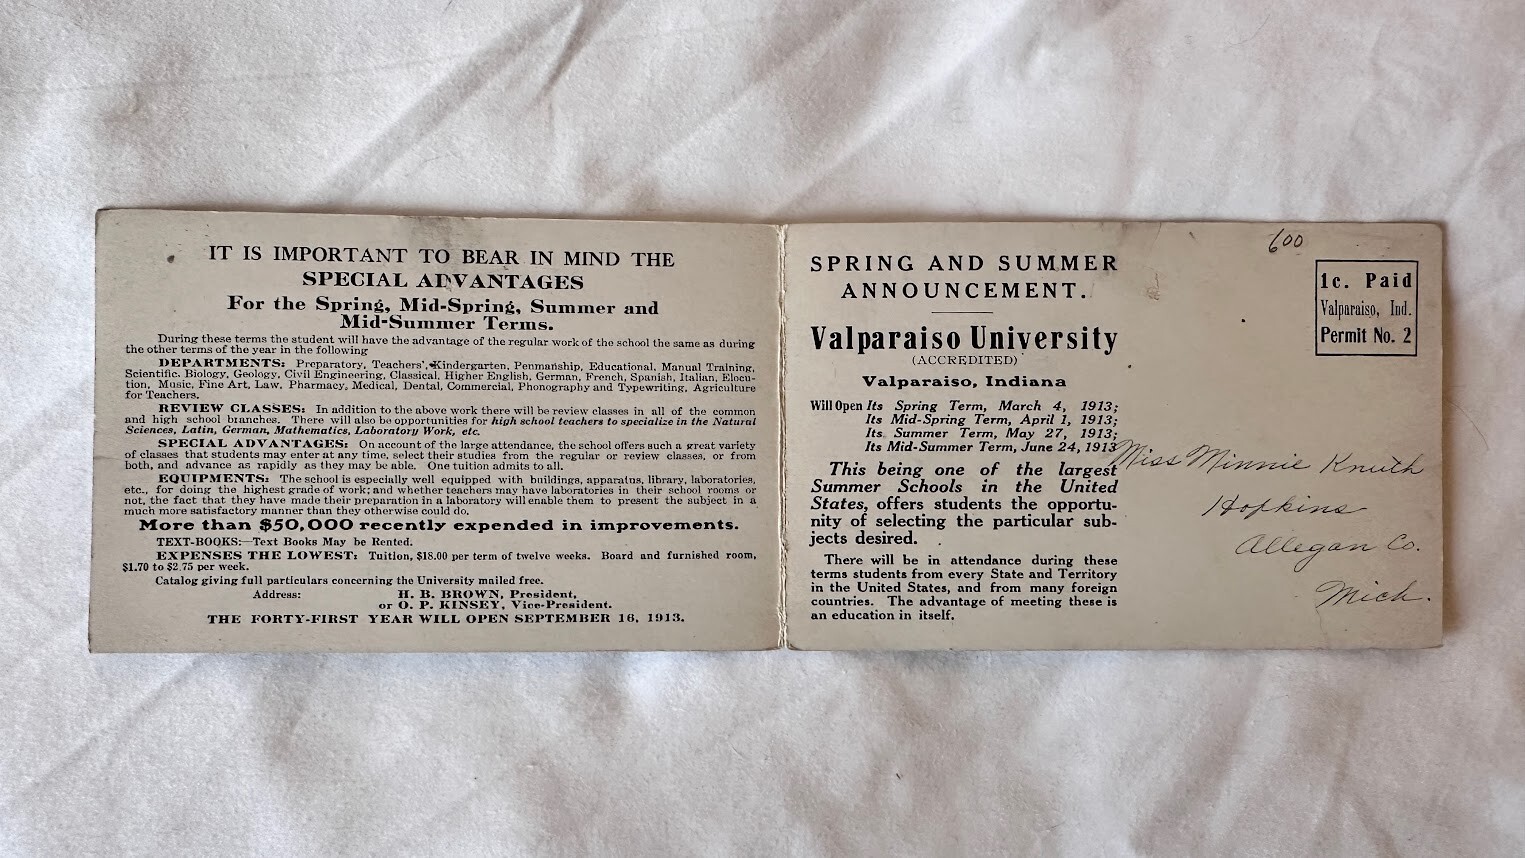 IT IS IMPORTANT TO BEAR IN MIND THE
SPECIAL ADVANTAGES
For the Spring, Mid-Spring, Summer and
Mid-Summer Terms.
During these terms the student will have the advantage of the regular work of the school the same as during
the other terms of the year in the following
DEPARTMENTS: Preparatory, Teachers', Kindergarten, Penmanship, Educational, Manual Training,
Scientific. Biology, Geology, Civil Engineering, Classical, Higher English, German, French, Spanish, Italian, Elocu-
tion, Music, Fine Art, Law, Pharmacy, Medical, Dental, Commercial, Phonography and Typewriting, Agriculture
for Teachers.
REVIEW CLASSES: In addition to the above work there will be review classes in all of the common
and high school branches. There will also be opportunities for high school teachers to specialize in the Natural
Sciences, Latin, German, Mathematics, Laboratory Work, etc.
SPECIAL ADVANTAGES: On account of the large attendance, the school offers such a great variety
of classes that students may enter at any time, select their studies from the regular or review classes, or from
both, and advance as rapidly as they may be able. One tuition admits to all.
EQUIPMENTS: The school is especially well equipped with buildings, apparatus, library, laboratories,
etc., for doing the highest grade of work; and whether teachers may have laboratories in their school rooms or
not, the fact that they have made their preparation in a laboratory will enable them to present the subject in a
much more satisfactory manner than they otherwise could do.
More than $50,000 recently expended in improvements.
TEXT-BOOKS:—Text Books May be Rented.
EXPENSES THE LOWEST: Tuition, $18.00 per term of twelve weeks. Board and furnished room,
$1.70 to $2.75 per week.
Catalog giving full particulars concerning the University mailed free.
Address: H. B. BROWN, President,
or O. P. KINSEY, Vice-President.
THE FORTY-FIRST YEAR WILL OPEN SEPTEMBER 16, 1913.
SPRING AND SUMMER
ANNOUNCEMENT.
Valparaiso University
(ACCREDITED)
Valparaiso, Indiana
Will Open Its Spring Term, March 4, 1913;
Its Mid-Spring Term, April 1, 1913;
Its Summer Term, May 27, 1913;
Its Mid-Summer Term, June 24, 1913
This being one of the largest
Summer Schools in the United
States, offers students the opportu-
nity of selecting the particular sub-
jects desired.
There will be in attendance during these
terms students from every State and Territory
in the United States, and from many foreign
countries. The advantage of meeting these is
an education in itself.
600
1c. Paid
Valparaiso, Ind.
Permit No. 2
Miss Minnie Knuth
Hopkins
Allegan Co.
Mich.